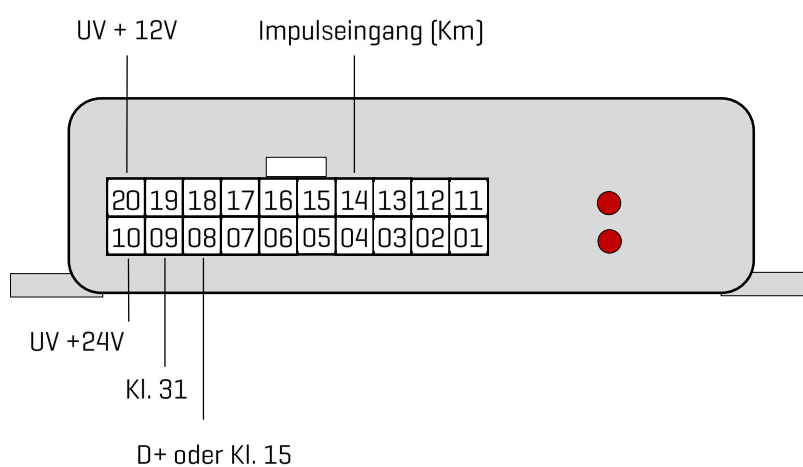 UV + 12V Impulseingang (Km)
20 19 18 17 16 15 14 13 12 11
10 09 08 07 06 05 04 03 02 01
UV +24V
Kl. 31
D+ oder Kl. 15